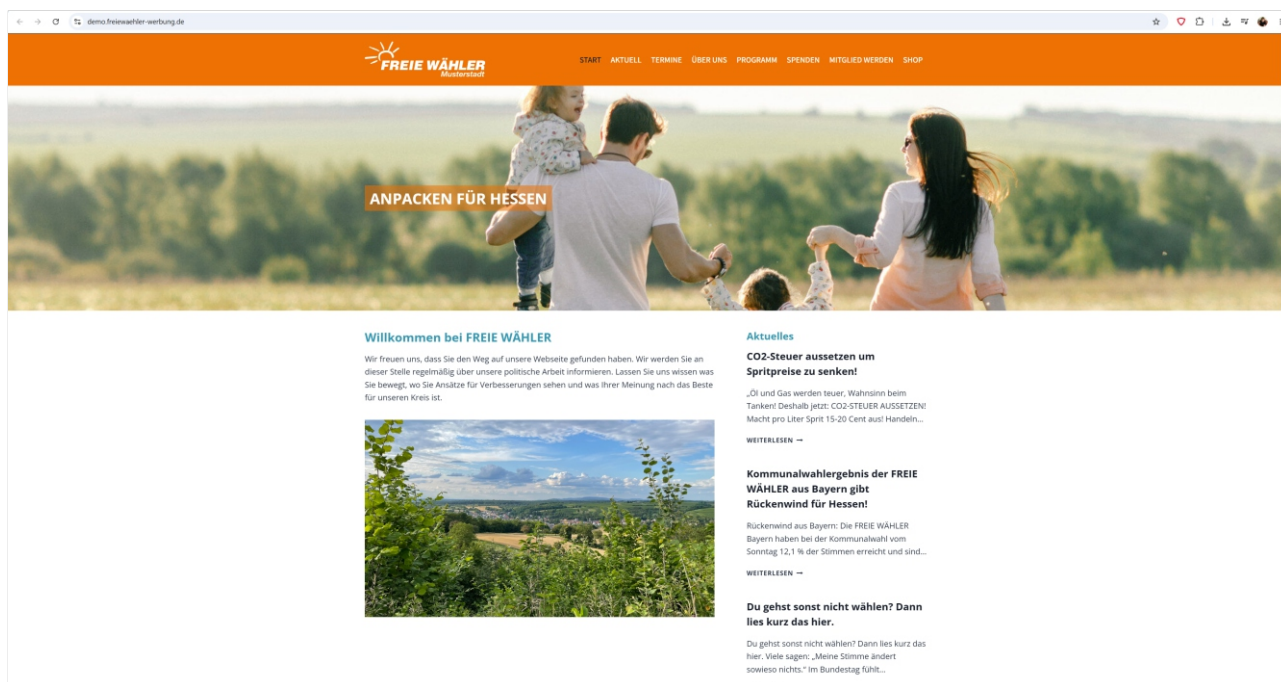 demo.freiewaehler-werbung.de
FREIE WÄHLER
Musterstadt
START AKTUELL TERMINE ÜBER UNS PROGRAMM SPENDEN MITGLIED WERDEN SHOP
ANPACKEN FÜR HESSEN
Willkommen bei FREIE WÄHLER
Wir freuen uns, dass Sie den Weg auf unsere Webseite gefunden haben. Wir werden Sie an
dieser Stelle regelmäßig über unsere politische Arbeit informieren. Lassen Sie uns wissen was
Sie bewegt, wo Sie Ansätze für Verbesserungen sehen und was Ihrer Meinung nach das Beste
für unseren Kreis ist.
Aktuelles
CO2-Steuer aussetzen um
Spritpreise zu senken!
„Öl und Gas werden teuer, Wahnsinn beim
Tanken! Deshalb jetzt: CO2-STEUER AUSSETZEN!
Macht pro Liter Sprit 15-20 Cent aus! Handeln...
WEITERLESEN →
Kommunalwahlergebnis der FREIE
WÄHLER aus Bayern gibt
Rückenwind für Hessen!
Rückenwind aus Bayern: Die FREIE WÄHLER
Bayern haben bei der Kommunalwahl vom
Sonntag 12,1 % der Stimmen erreicht und sind...
WEITERLESEN →
Du gehst sonst nicht wählen? Dann
lies kurz das hier.
Du gehst sonst nicht wählen? Dann lies kurz das
hier. Viele sagen: „Meine Stimme ändert
sowieso nichts.“ Im Bundestag fühlt...